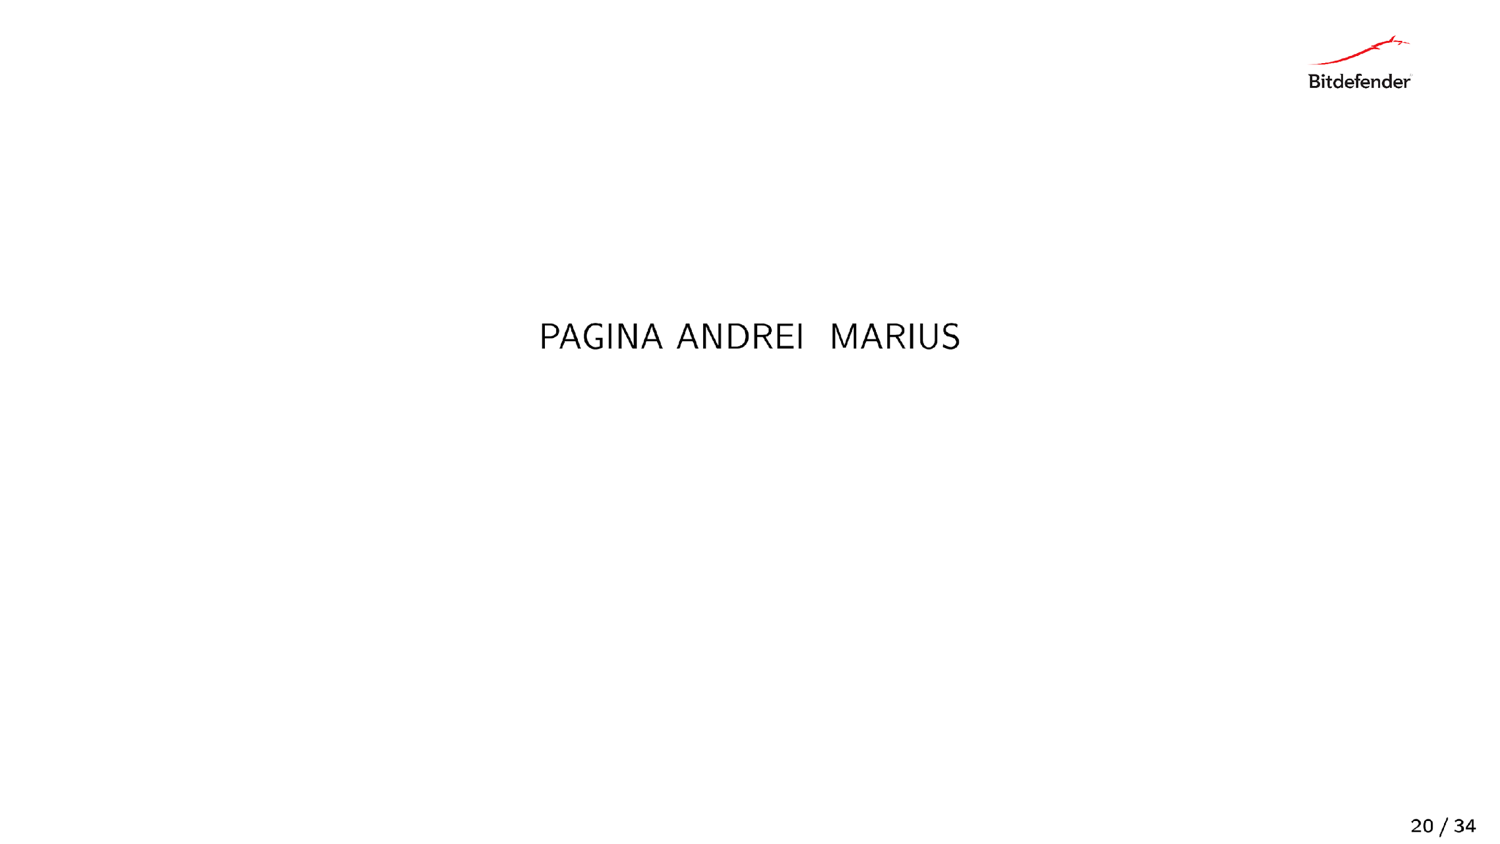 Bitdefender
PAGINA ANDREI MARIUS
20 / 34